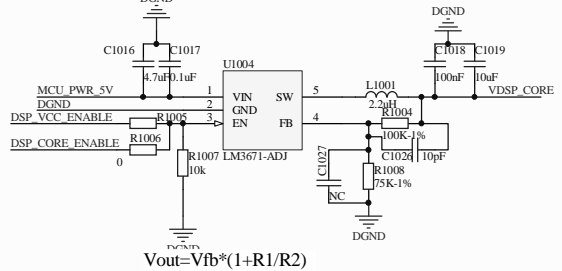 DGND
DGND
C1016
C1017
C1018
C1019
4.7uF
0.1uF
U1004
100nF
10uF
MCU_PWR_5V
1
VIN
SW
5
L1001
VDSP_CORE
DGND
2
GND
2.2uH
DSP_VCC_ENABLE
R1005
3
EN
FB
4
R1004
R1006
100K-1%
DSP_CORE_ENABLE
R1007
LM3671-ADJ
C1026
10pF
0
10k
C1027
R1008
75K-1%
NC
DGND
DGND
Vout=Vfb*(1+R1/R2)